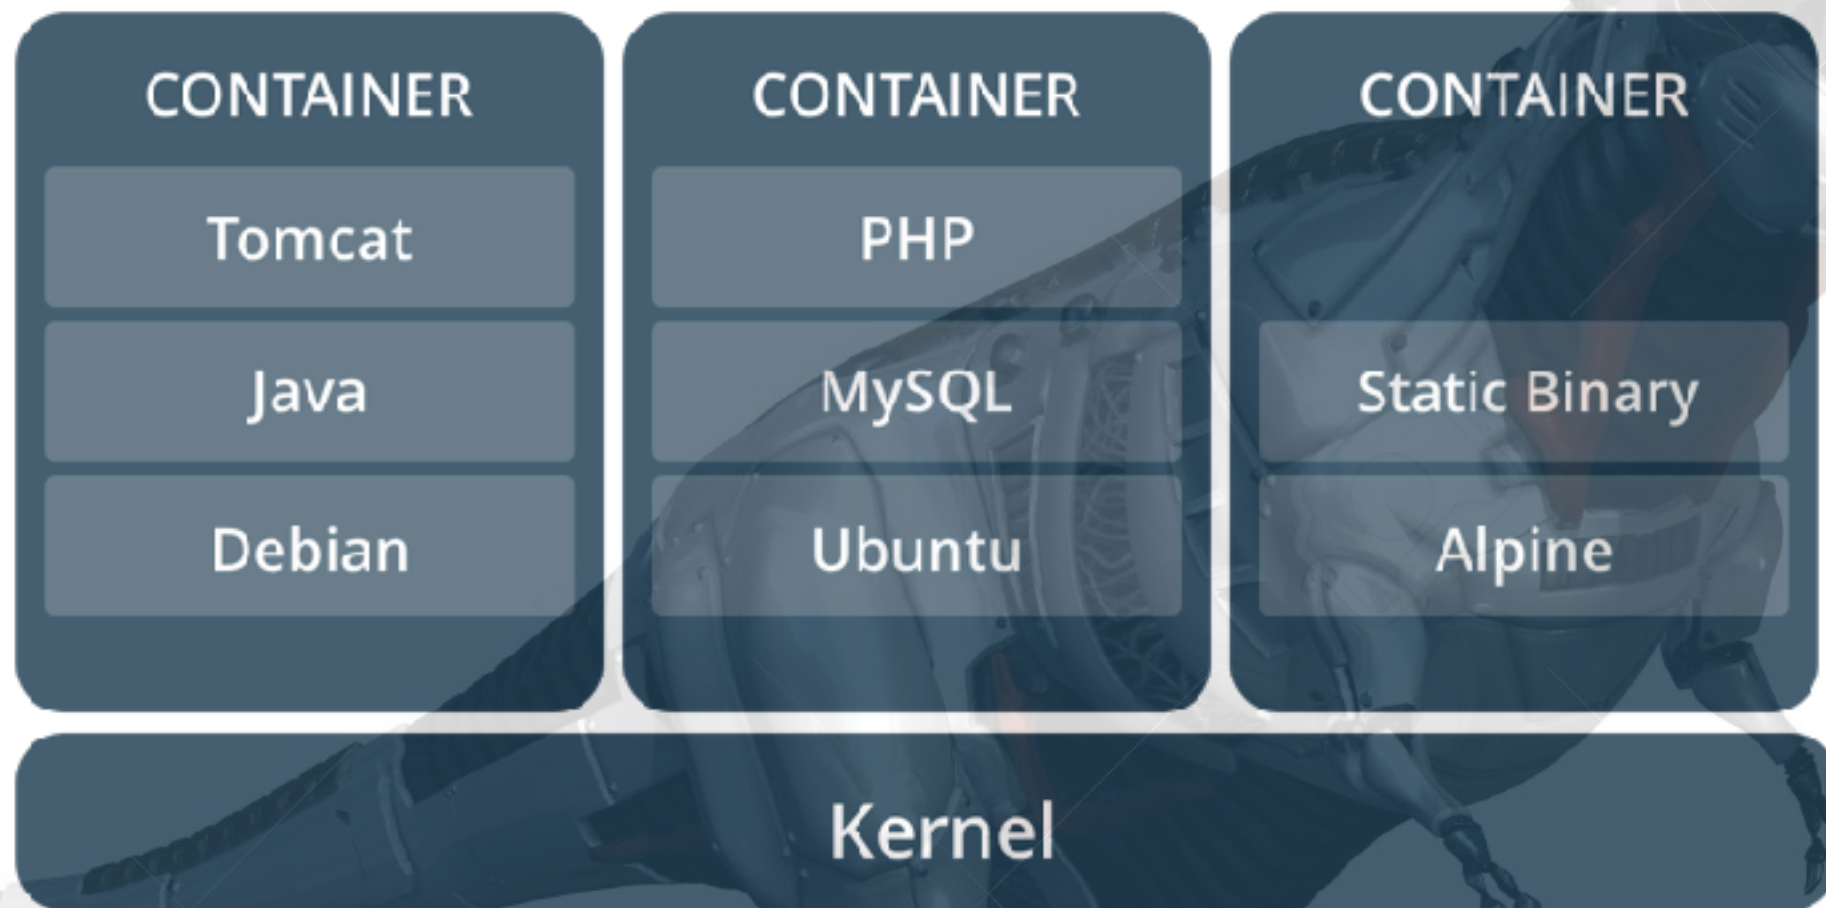 CONTAINER
Tomcat
Java
Debian
CONTAINER
PHP
MySQL
Ubuntu
CONTAINER
Static Binary
Alpine
Kernel